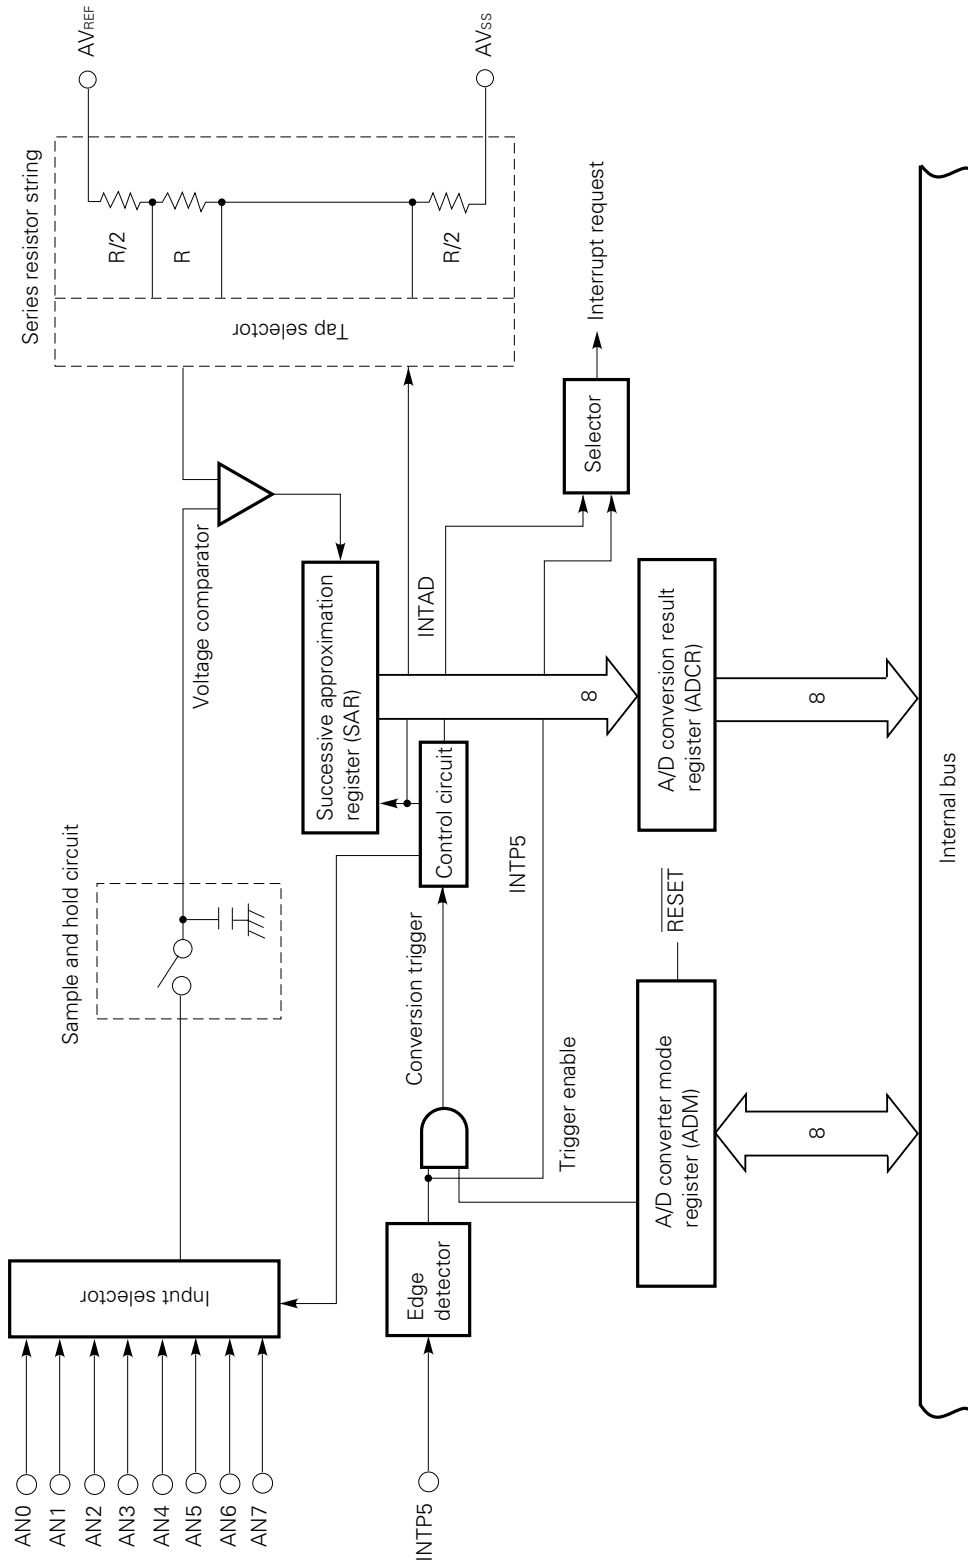 AN0
AN1
AN2
AN3
AN4
AN5
AN6
AN7
Input selector
Sample and hold circuit
Voltage comparator
Series resistor string
Tap selector
R/2
R
R/2
AVREF
AVSS
INTP5
Edge
detector
Conversion trigger
Control circuit
Successive approximation
register (SAR)
INTAD
INTP5
Trigger enable
Selector
Interrupt request
A/D converter mode
register (ADM)
RESET
A/D conversion result
register (ADCR)
8
8
8
Internal bus